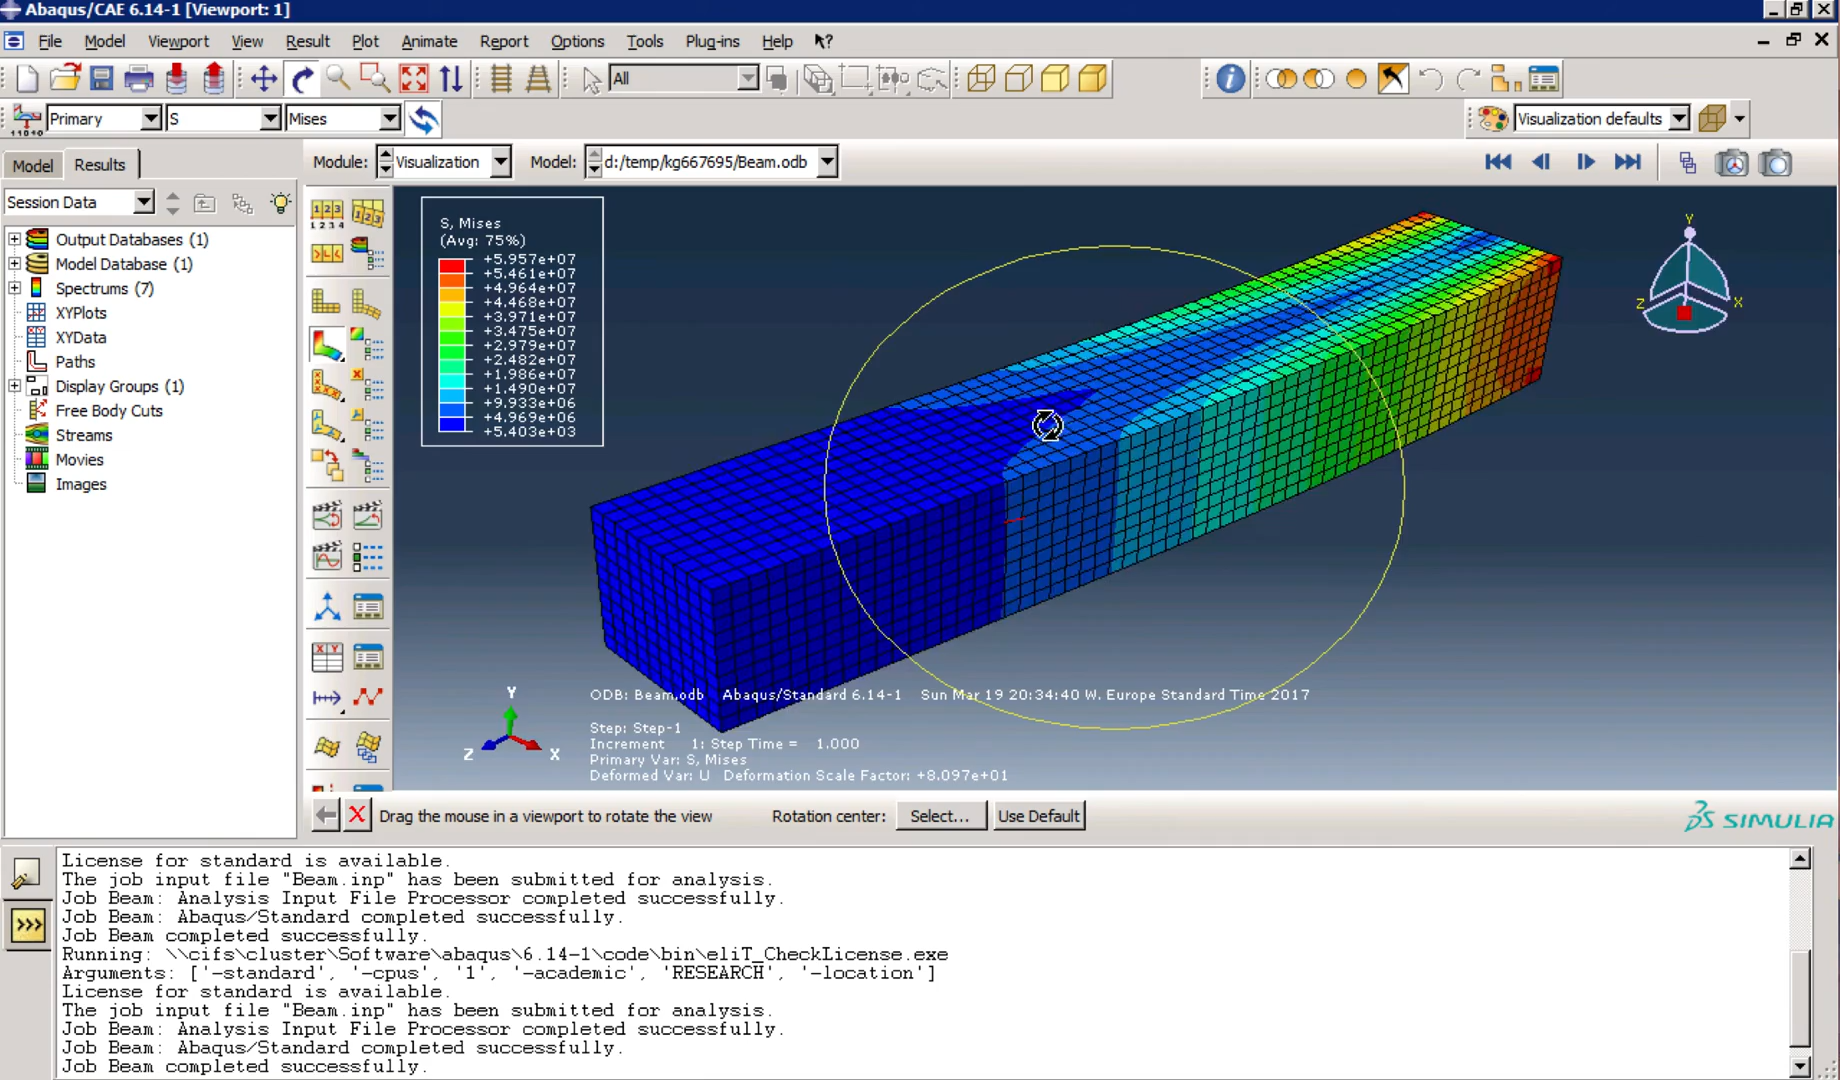 Abaqus/CAE 6.14-1 [Viewport: 1]
File Model Viewport View Result Plot Animate Report Options Tools Plug-ins Help
All
Primary S Mises Visualization defaults
Model Results Module: Visualization Model: d:/temp/kg667695/Beam.odb
Session Data
Output Databases (1)
Model Database (1)
Spectrums (7)
XYPlots
XYData
Paths
Display Groups (1)
Free Body Cuts
Streams
Movies
Images
S, Mises
(Avg: 75%)
+5.957e+07
+5.461e+07
+4.964e+07
+4.468e+07
+3.971e+07
+3.475e+07
+2.979e+07
+2.482e+07
+1.986e+07
+1.490e+07
+9.933e+06
+4.969e+06
+5.403e+03
Y
Z X
Y
Z X
ODB: Beam.odb Abaqus/Standard 6.14-1 Sun Mar 19 20:34:40 W. Europe Standard Time 2017
Step: Step-1
Increment 1: Step Time = 1.000
Primary Var: S, Mises
Deformed Var: U Deformation Scale Factor: +8.097e+01
Drag the mouse in a viewport to rotate the view Rotation center: Select... Use Default
SIMULIA
License for standard is available.
The job input file "Beam.inp" has been submitted for analysis.
Job Beam: Analysis Input File Processor completed successfully.
Job Beam: Abaqus/Standard completed successfully.
Job Beam completed successfully.
Running: \\cifs\cluster\Software\abaqus\6.14-1\code\bin\eliT_CheckLicense.exe
Arguments: ['-standard', '-cpus', '1', '-academic', 'RESEARCH', '-location']
License for standard is available.
The job input file "Beam.inp" has been submitted for analysis.
Job Beam: Analysis Input File Processor completed successfully.
Job Beam: Abaqus/Standard completed successfully.
Job Beam completed successfully.